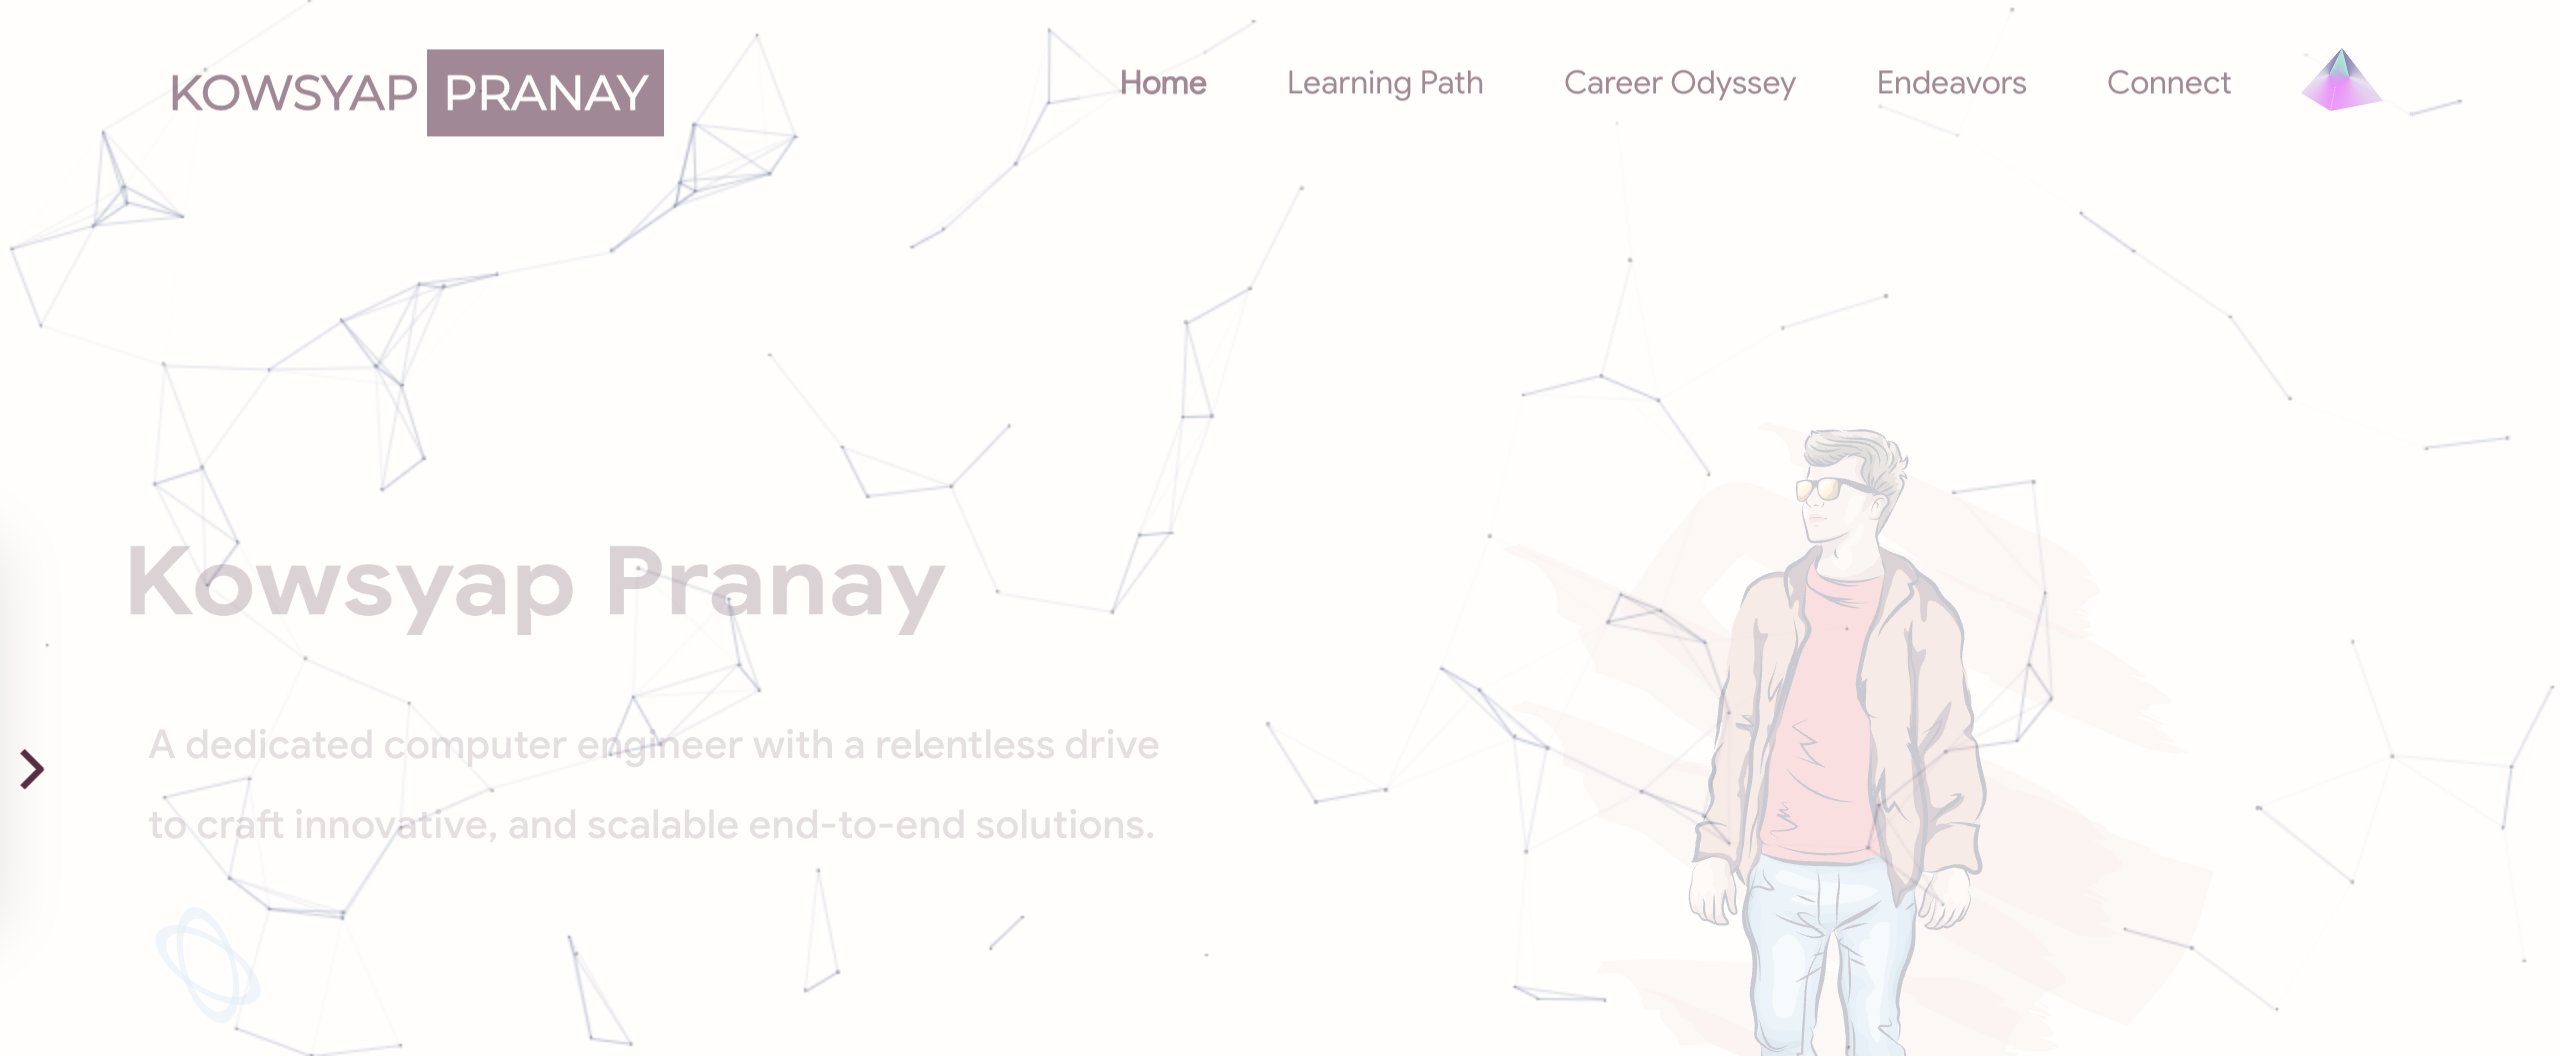 KOWSYAP PRANAY
Home Learning Path Career Odyssey Endeavors Connect
Kowsyap Pranay
A dedicated computer engineer with a relentless drive
to craft innovative, and scalable end-to-end solutions.